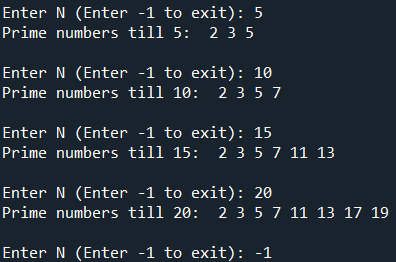 Enter N (Enter -1 to exit): 5
Prime numbers till 5:  2 3 5
Enter N (Enter -1 to exit): 10
Prime numbers till 10:  2 3 5 7
Enter N (Enter -1 to exit): 15
Prime numbers till 15:  2 3 5 7 11 13
Enter N (Enter -1 to exit): 20
Prime numbers till 20:  2 3 5 7 11 13 17 19
Enter N (Enter -1 to exit): -1